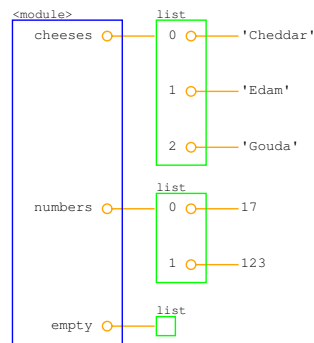 <module> list
cheeses 0 'Cheddar'
1 'Edam'
2 'Gouda'
list
numbers 0 17
1 123
list
empty